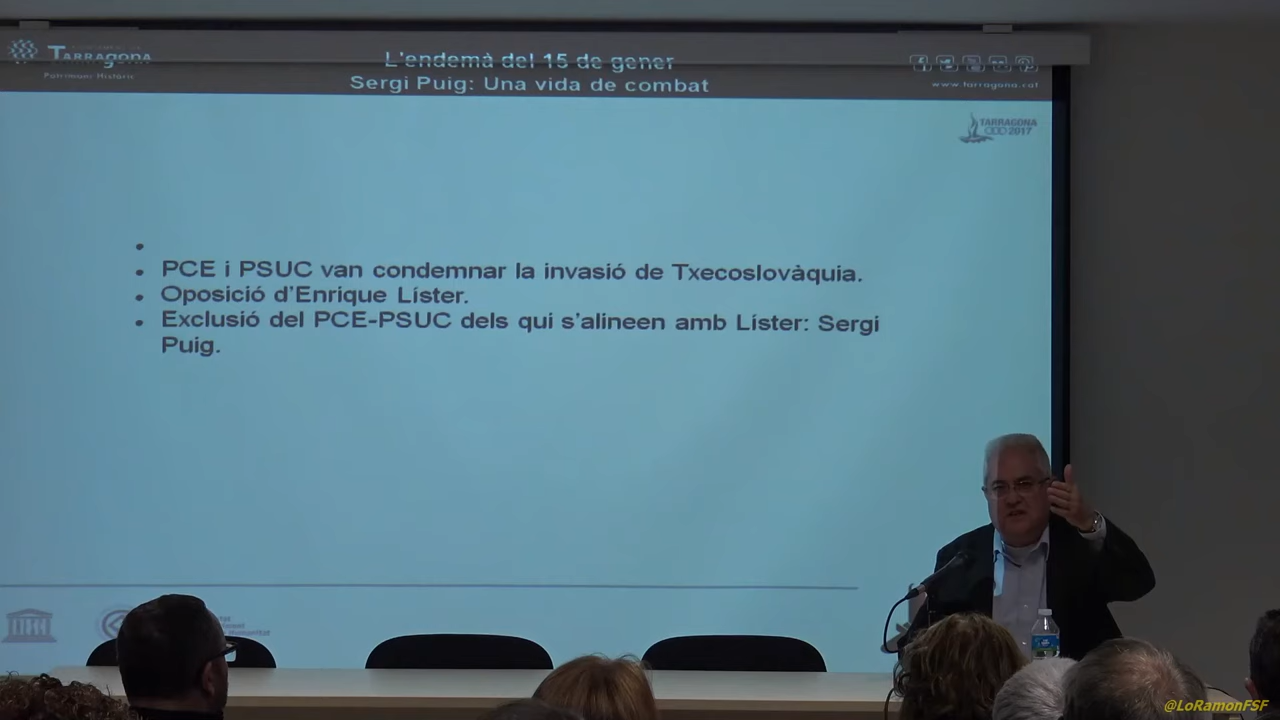 TARRAGONA
Patrimoni Històric
L'endemà del 15 de gener
Sergi Puig: Una vida de combat
www.tarragona.cat
TARRAGONA
2017
• PCE i PSUC van condemnar la invasió de Txecoslovàquia.
• Oposició d'Enrique Líster.
• Exclusió del PCE-PSUC dels qui s'alineen amb Líster: Sergi
Puig.
@LoRamonFSF